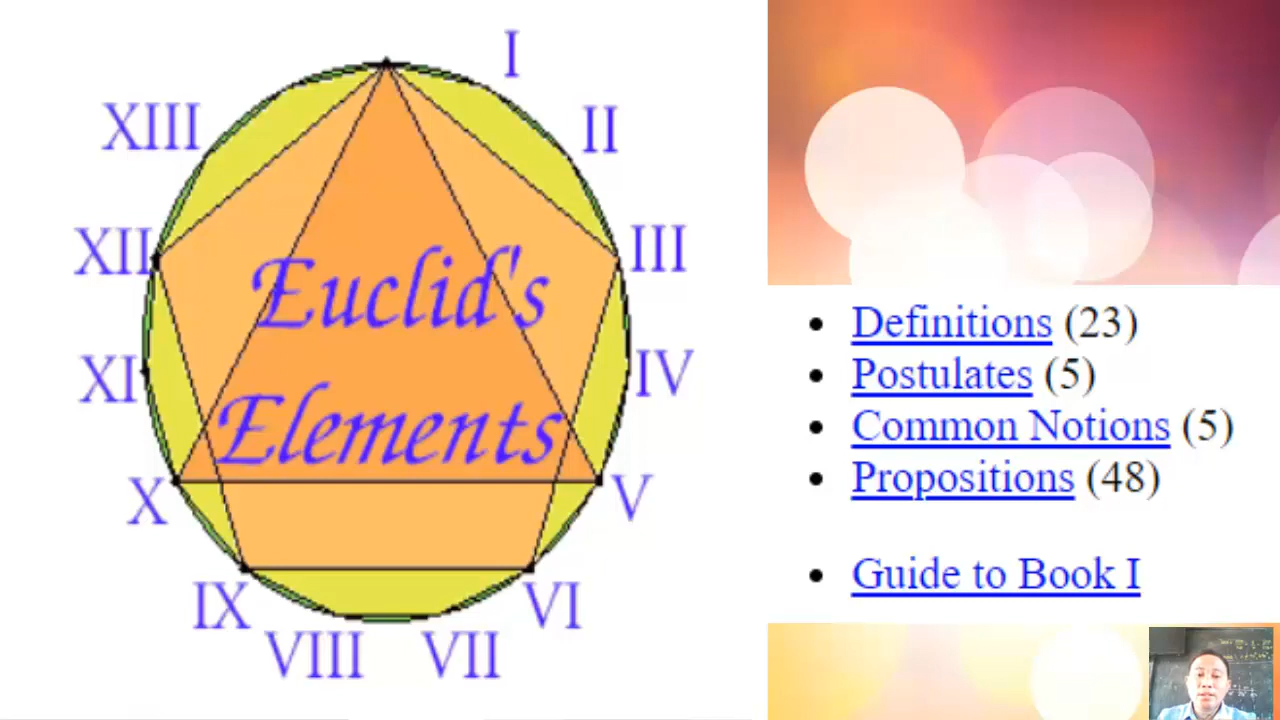 I
II
III
IV
V
VI
VII
VIII
IX
X
XI
XII
XIII
Euclid's
Elements
• Definitions (23)
• Postulates (5)
• Common Notions (5)
• Propositions (48)
• Guide to Book I